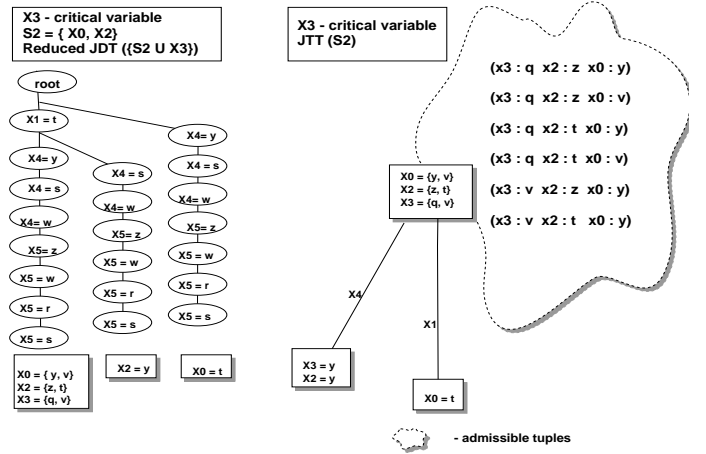 X3 - critical variable
S2 = { X0, X2}
Reduced JDT ({S2 U X3})
root
X1 = t
X4= y
X4 = s
X4= w
X5= z
X5 = w
X5 = r
X5 = s
X4 = s
X4= w
X5= z
X5 = w
X5 = r
X5 = s
X4= y
X4 = s
X4= w
X5= z
X5 = w
X5 = r
X5 = s
X0 = { y, v}
X2 = {z, t}
X3 = {q, v}
X2 = y
X0 = t
X3 - critical variable
JTT (S2)
(x3 : q x2 : z x0 : y)
(x3 : q x2 : z x0 : v)
(x3 : q x2 : t x0 : y)
(x3 : q x2 : t x0 : v)
(x3 : v x2 : z x0 : y)
(x3 : v x2 : t x0 : y)
X0 = {y, v}
X2 = {z, t}
X3 = {q, v}
X4
X1
X3 = y
X2 = y
X0 = t
- admissible tuples